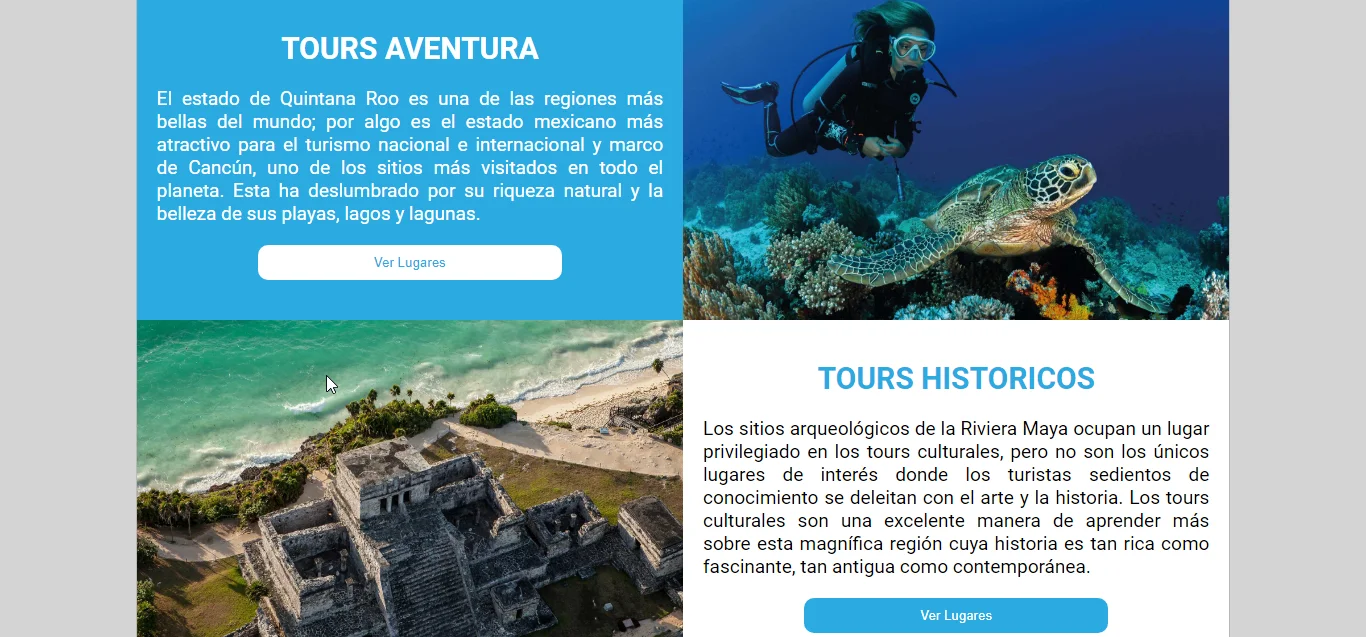 TOURS AVENTURA
El estado de Quintana Roo es una de las regiones más
bellas del mundo; por algo es el estado mexicano más
atractivo para el turismo nacional e internacional y marco
de Cancún, uno de los sitios más visitados en todo el
planeta. Esta ha deslumbrado por su riqueza natural y la
belleza de sus playas, lagos y lagunas.
Ver Lugares
TOURS HISTORICOS
Los sitios arqueológicos de la Riviera Maya ocupan un lugar
privilegiado en los tours culturales, pero no son los únicos
lugares de interés donde los turistas sedientos de
conocimiento se deleitan con el arte y la historia. Los tours
culturales son una excelente manera de aprender más
sobre esta magnífica región cuya historia es tan rica como
fascinante, tan antigua como contemporánea.
Ver Lugares